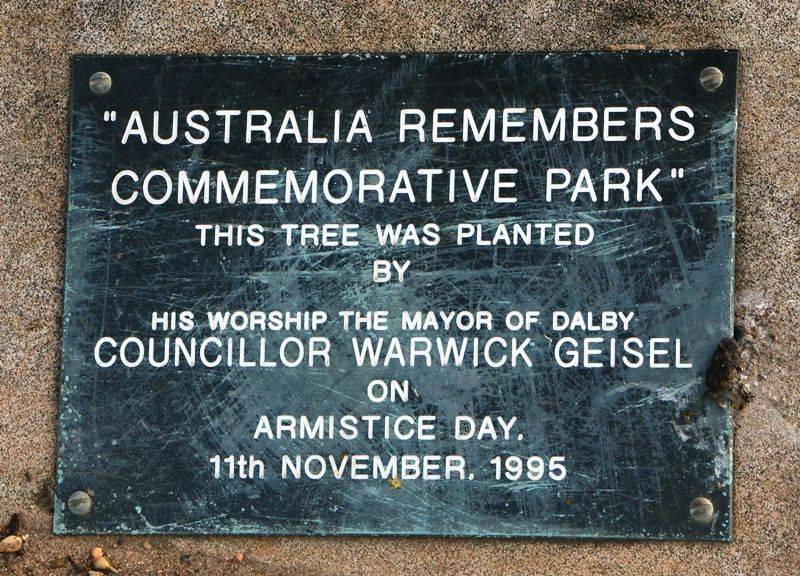 "AUSTRALIA REMEMBERS
COMMEMORATIVE PARK"
THIS TREE WAS PLANTED
BY
HIS WORSHIP THE MAYOR OF DALBY
COUNCILLOR WARWICK GEISEL
ON
ARMISTICE DAY.
11th NOVEMBER. 1995